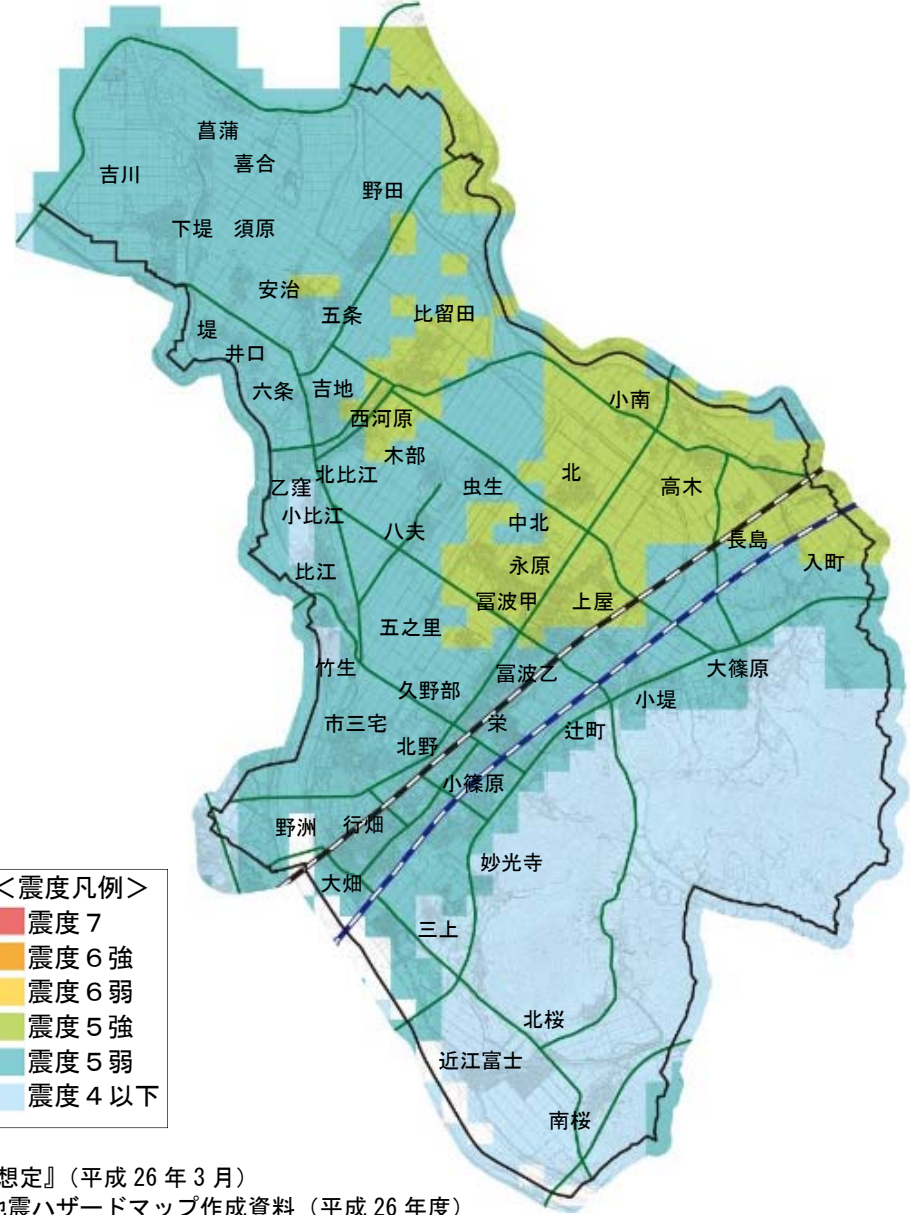 菖蒲
喜合
吉川
野田
下堤 須原
安治
五条
比留田
堤
井口
六条
吉地
小南
西河原
木部
北比江
乙窪
虫生
北
高木
小比江
八夫
中北
長島
永原
入町
比江
冨波甲
上屋
五之里
竹生
冨波乙
大篠原
久野部
小堤
市三宅
栄
辻町
北野
小篠原
野洲
行畑
妙光寺
大畑
三上
北桜
近江富士
南桜
＜震度凡例＞
震度７
震度６強
震度６弱
震度５強
震度５弱
震度４以下
想定』（平成 26 年 3 月）
地震ハザードマップ作成資料（平成 26 年度）